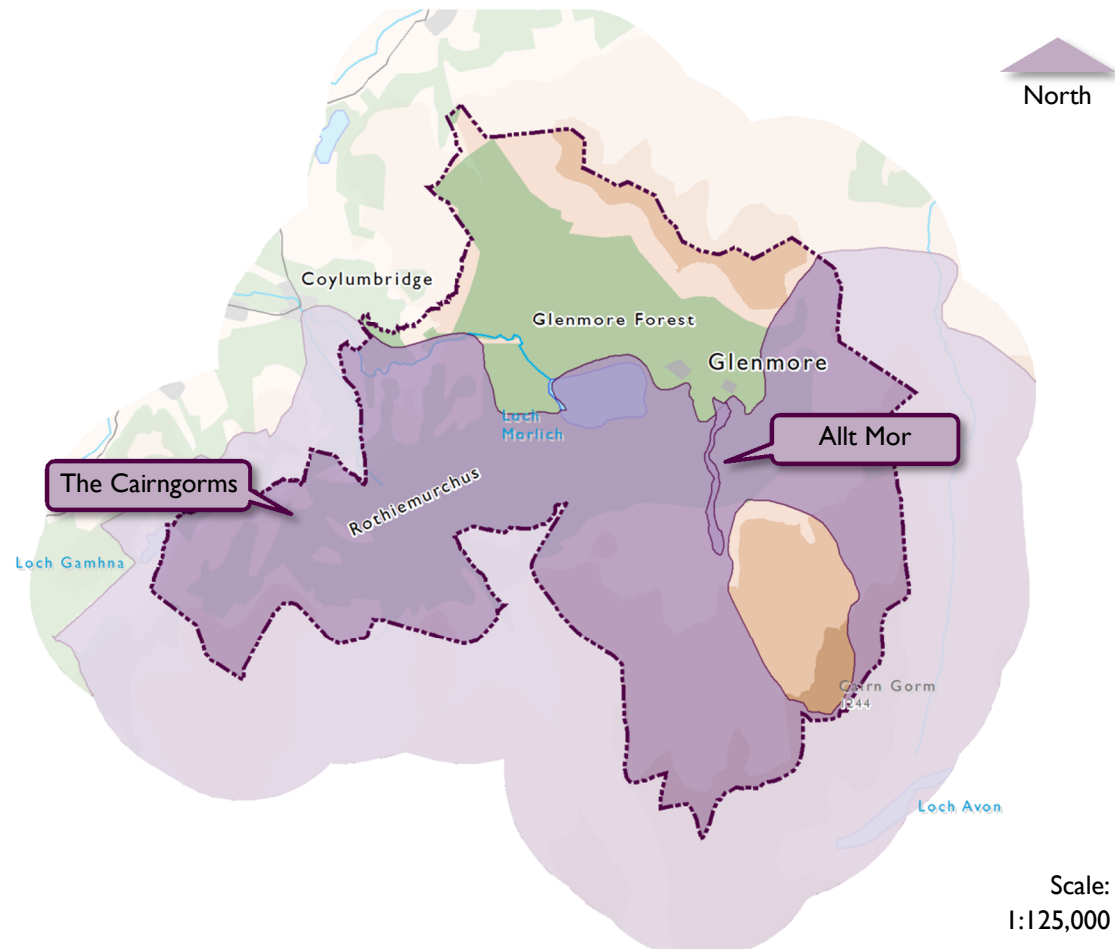 North
Coylumbridge
Glenmore Forest
Glenmore
Loch
Morlich
Allt Mor
The Cairngorms
Rothiemurchus
Loch Gamhna
Cairn Gorm
1244
Loch Avon
Scale:
1:125,000